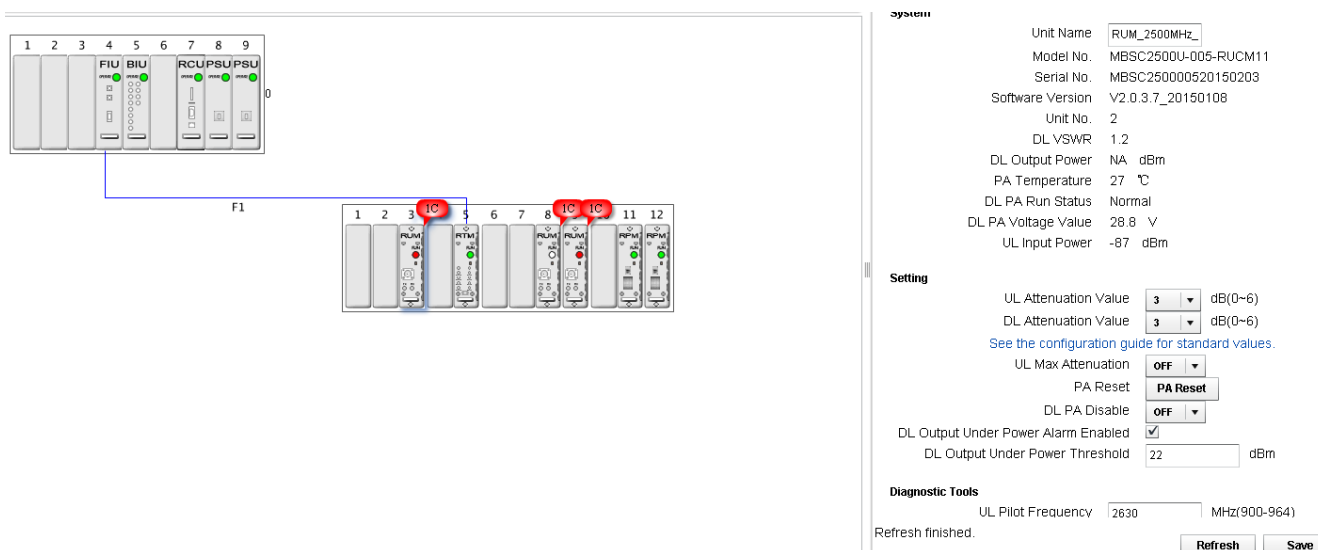 1 2 3 4 5 6 7 8 9
FIU BIU RCU PSU PSU
0
F1
1 2 3 1C 5 6 7 8 1C 1C 11 12
RUM RTM RUM RUM RPM RPM
RUN RUN RUN RUN RUN RUN
System
Unit Name RUM_2500MHz_
Model No. MBSC2500U-005-RUCM11
Serial No. MBSC250000520150203
Software Version V2.0.3.7_20150108
Unit No. 2
DL VSWR 1.2
DL Output Power NA dBm
PA Temperature 27 ℃
DL PA Run Status Normal
DL PA Voltage Value 28.8 V
UL Input Power -87 dBm
Setting
UL Attenuation Value 3 dB(0~6)
DL Attenuation Value 3 dB(0~6)
See the configuration guide for standard values.
UL Max Attenuation OFF
PA Reset PA Reset
DL PA Disable OFF
DL Output Under Power Alarm Enabled
DL Output Under Power Threshold 22 dBm
Diagnostic Tools
UL Pilot Frequency 2630 MHz(900-964)
Refresh finished.
Refresh Save